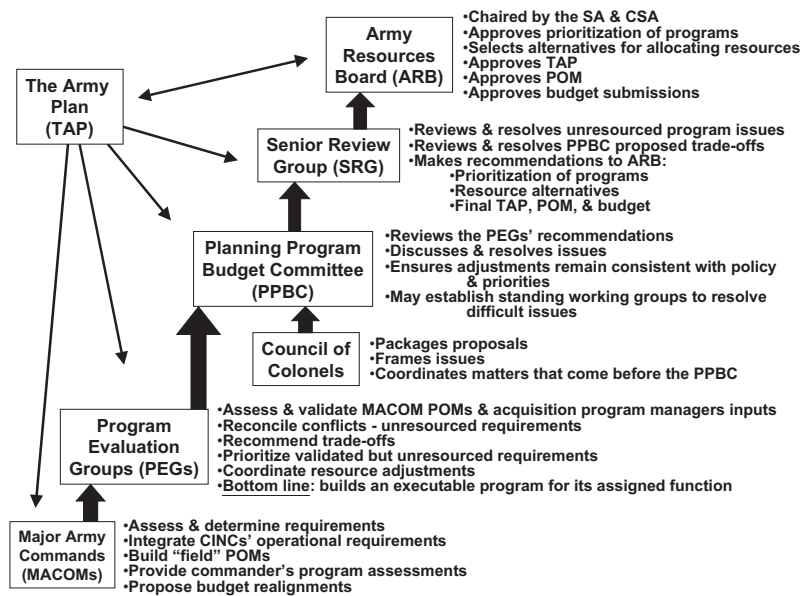 Army
Resources
Board (ARB)
•Chaired by the SA & CSA
•Approves prioritization of programs
•Selects alternatives for allocating resources
•Approves TAP
•Approves POM
•Approves budget submissions
The Army
Plan
(TAP)
Senior Review
Group (SRG)
•Reviews & resolves unresourced program issues
•Reviews & resolves PPBC proposed trade-offs
•Makes recommendations to ARB:
•Prioritization of programs
•Resource alternatives
•Final TAP, POM, & budget
Planning Program
Budget Committee
(PPBC)
•Reviews the PEGs' recommendations
•Discusses & resolves issues
•Ensures adjustments remain consistent with policy
& priorities
•May establish standing working groups to resolve
difficult issues
Council of
Colonels
•Packages proposals
•Frames issues
•Coordinates matters that come before the PPBC
Program
Evaluation
Groups (PEGs)
•Assess & validate MACOM POMs & acquisition program managers inputs
•Reconcile conflicts - unresourced requirements
•Recommend trade-offs
•Prioritize validated but unresourced requirements
•Coordinate resource adjustments
•Bottom line: builds an executable program for its assigned function
Major Army
Commands
(MACOMs)
•Assess & determine requirements
•Integrate CINCs' operational requirements
•Build "field" POMs
•Provide commander's program assessments
•Propose budget realignments